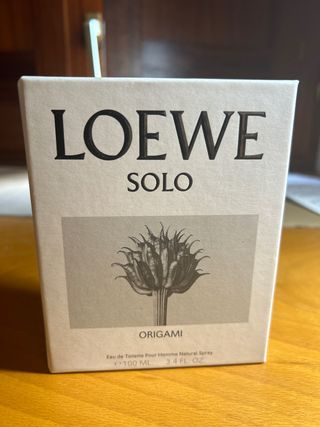 LOEWE
SOLO
ORIGAMI
Eau de Toilette Pour Homme Natural Spray
℮ 100 ML 3.4 FL. OZ.